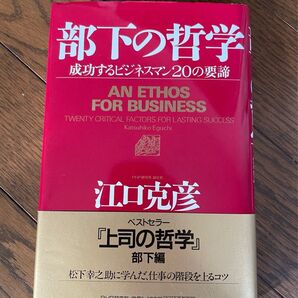 部下の哲学
成功するビジネスマン20の要諦
AN ETHOS
FOR BUSINESS
TWENTY CRITICAL FACTORS FOR LASTING SUCCESS
Katsuhiko Eguchi
江口克彦
ベストセラー
『上司の哲学』
部下編
松下幸之助に学んだ、仕事の階段を上るコツ